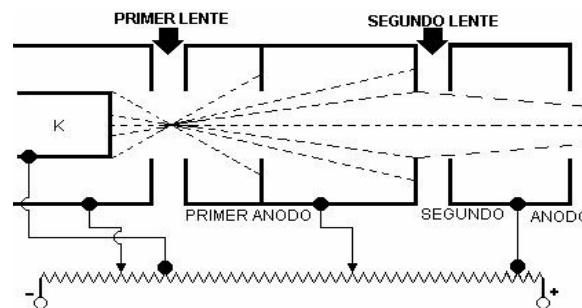 PRIMER LENTE
SEGUNDO LENTE
K
PRIMER ANODO
SEGUNDO
ANODO
-
+